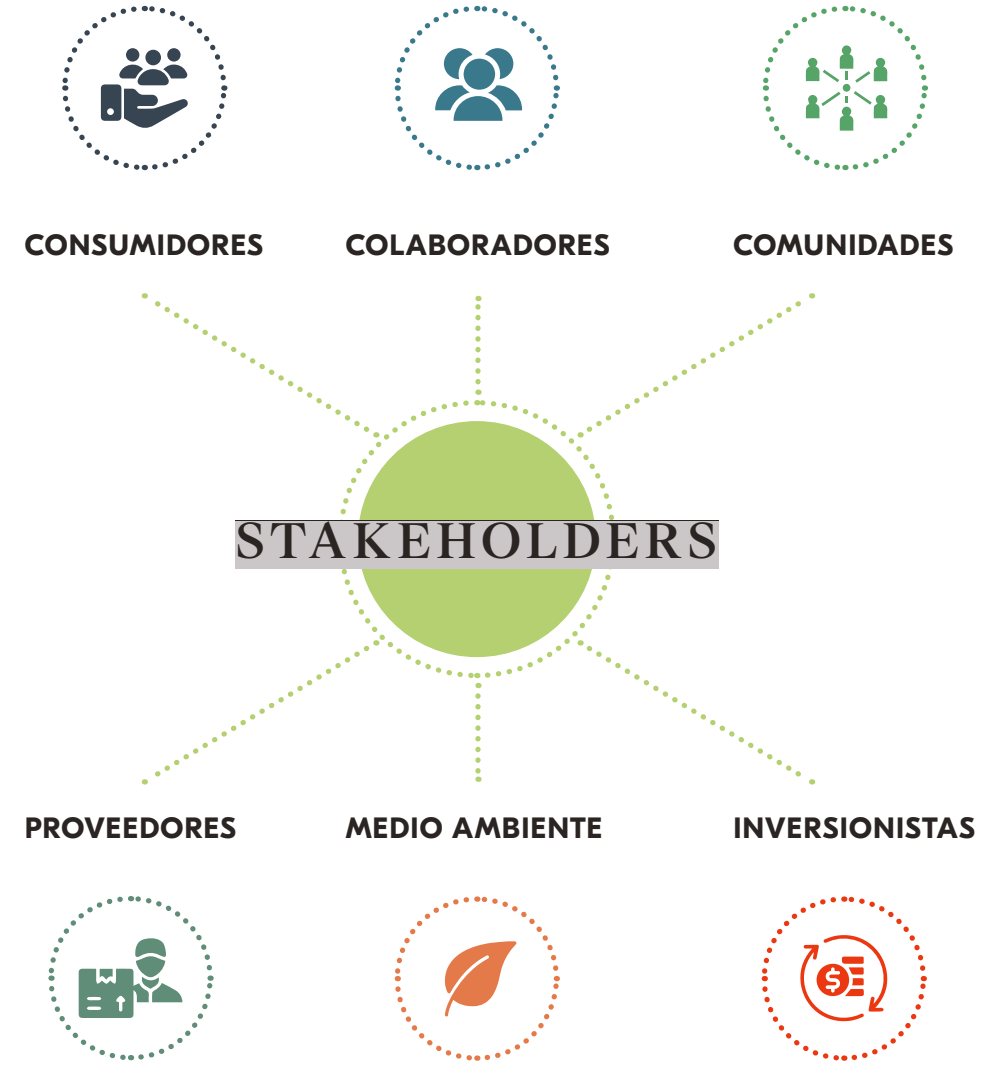 CONSUMIDORES
COLABORADORES
COMUNIDADES
STAKEHOLDERS
PROVEEDORES
MEDIO AMBIENTE
INVERSIONISTAS
$